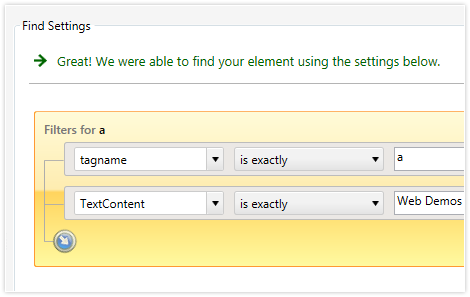 Find Settings
Great! We were able to find your element using the settings below.
Filters for a
tagname is exactly a
TextContent is exactly Web Demos